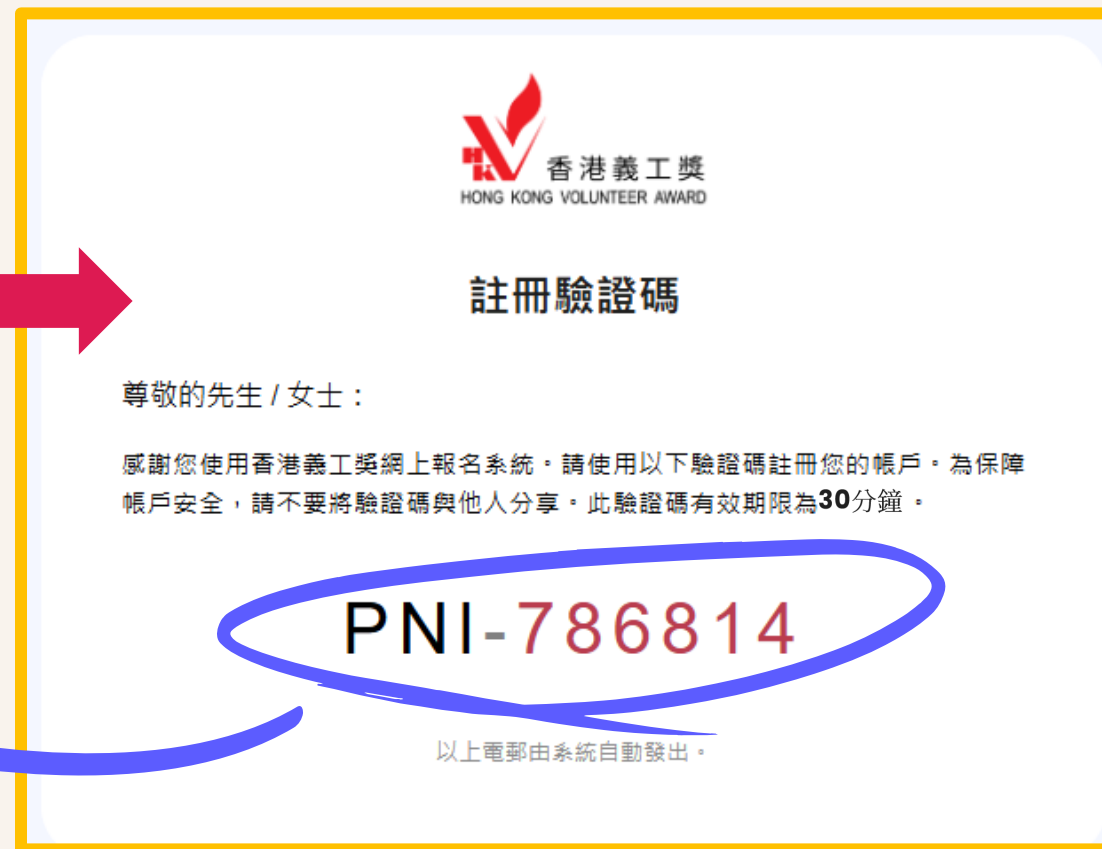 HKV
香港義工獎
HONG KONG VOLUNTEER AWARD
註冊驗證碼
尊敬的先生 / 女士：
感謝您使用香港義工獎網上報名系統。請使用以下驗證碼註冊您的帳戶。為保障
帳戶安全，請不要將驗證碼與他人分享。此驗證碼有效期限為30分鐘。
PNI-786814
以上電郵由系統自動發出。